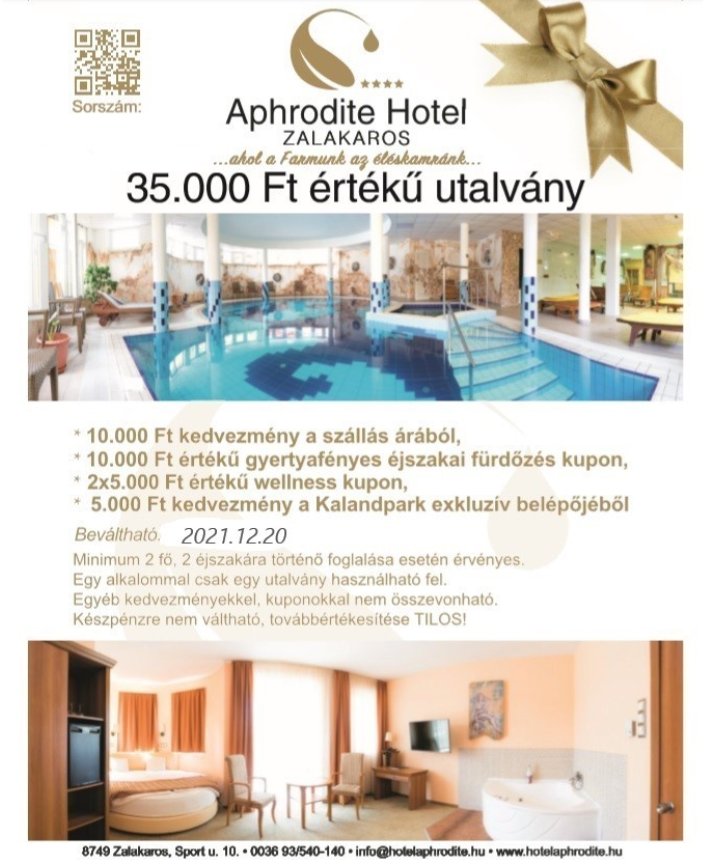 Sorszám:
Aphrodite Hotel
ZALAKAROS
...ahol a Farmunk az éléskamránk...
35.000 Ft értékű utalvány
* 10.000 Ft kedvezmény a szállás árából,
* 10.000 Ft értékű gyertyafényes éjszakai fürdőzés kupon,
* 2x5.000 Ft értékű wellness kupon,
* 5.000 Ft kedvezmény a Kalandpark exkluzív belépőjéből
Beváltható. 2021.12.20
Minimum 2 fő, 2 éjszakára történő foglalása esetén érvényes.
Egy alkalommal csak egy utalvány használható fel.
Egyéb kedvezményekkel, kuponokkal nem összevonható.
Készpénzre nem váltható, továbbértékesítése TILOS!
8749 Zalakaros, Sport u. 10. • 0036 93/540-140 • info@hotelaphrodite.hu • www.hotelaphrodite.hu